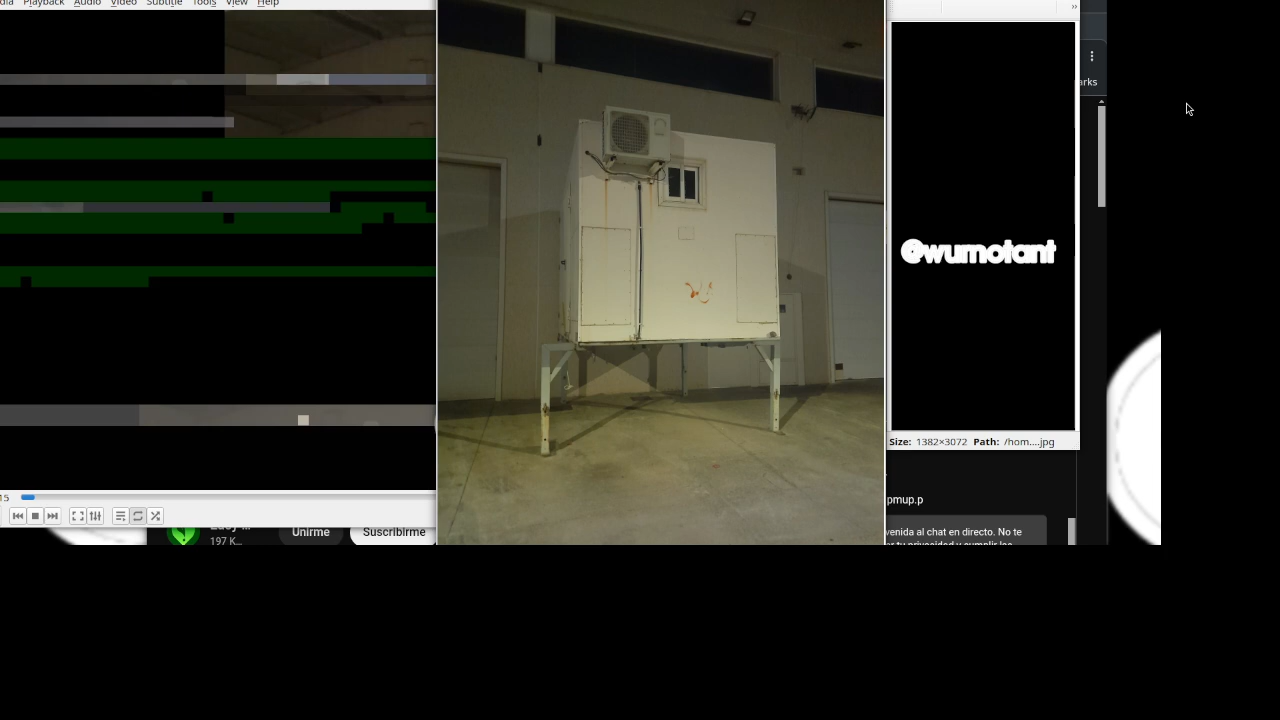 Playback Audio Video Subtitle Tools View Help
»
arks
@wumotant
Size: 1382×3072 Path: /hom....jpg
pmup.p
15
Unirme
Suscribirme
197 K...
venida al chat en directo. No te